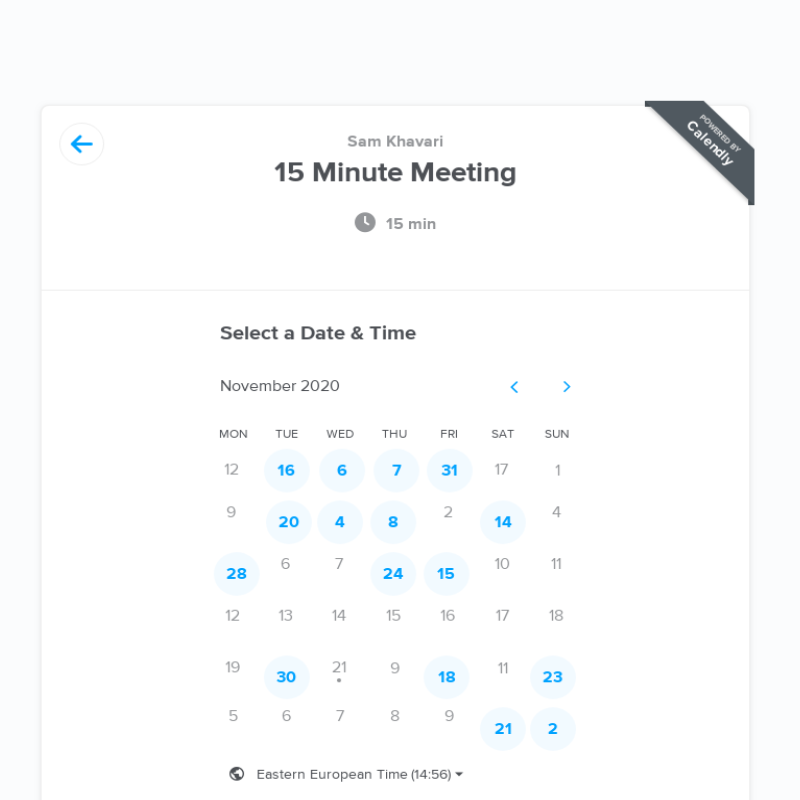 POWERED BY
Calendly
Sam Khavari
15 Minute Meeting
15 min
Select a Date & Time
November 2020
MON TUE WED THU FRI SAT SUN
12 16 6 7 31 17 1
9 20 4 8 2 14 4
28 6 7 24 15 10 11
12 13 14 15 16 17 18
19 30 21 9 18 11 23
5 6 7 8 9 21 2
Eastern European Time (14:56)